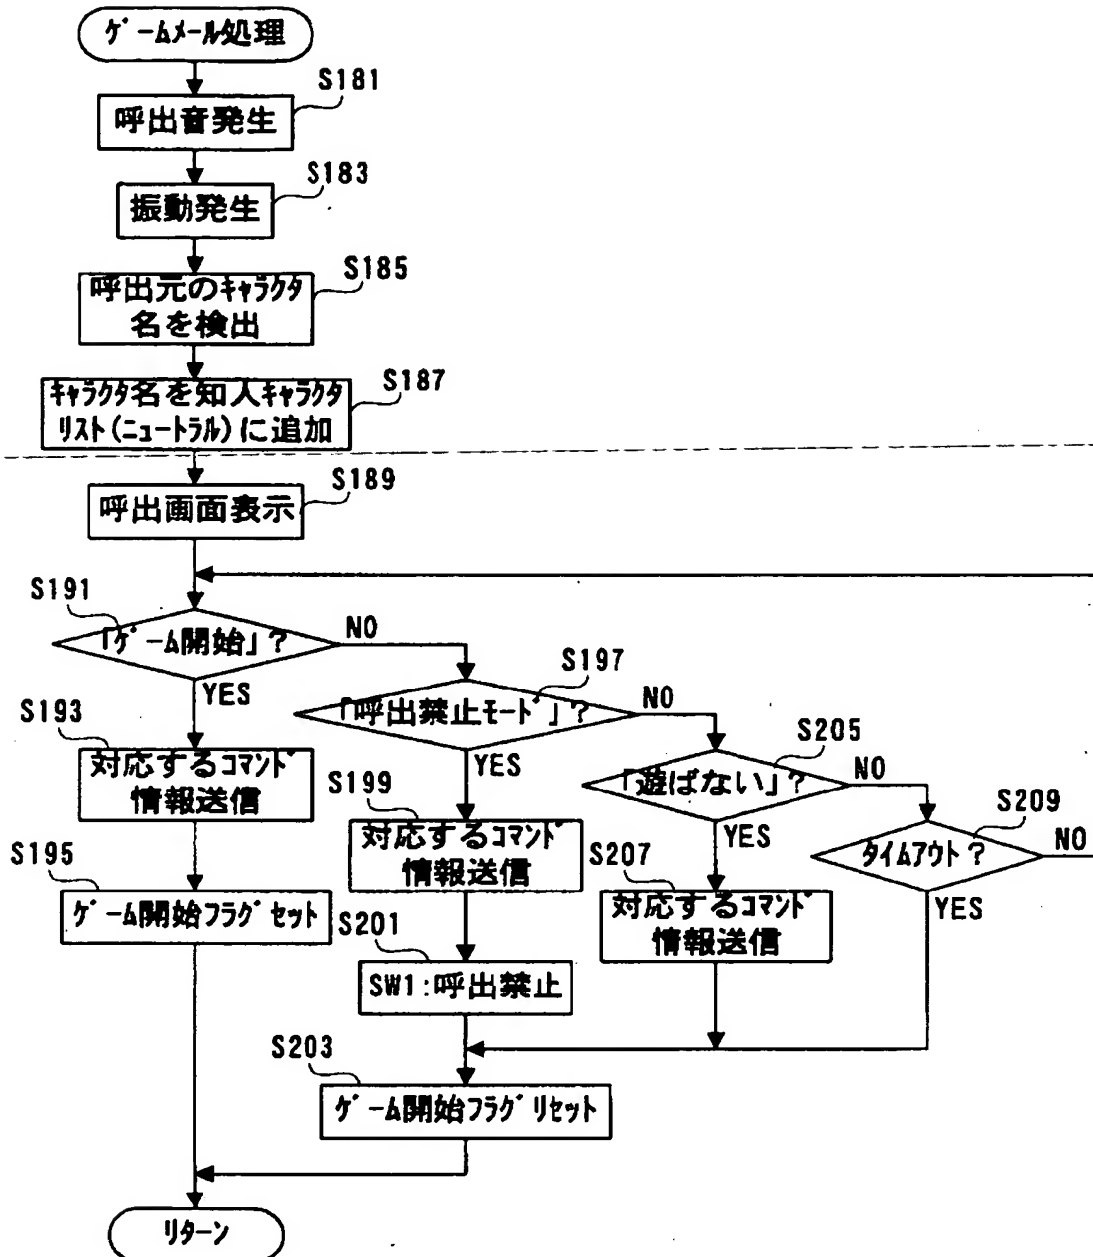 ゲームメール処理
S181
呼出音発生
S183
振動発生
S185
呼出元のキャラクタ
名を検出
S187
キャラクタ名を知人キャラクタ
リスト(ニュートラル)に追加
S189
呼出画面表示
S191
「ゲーム開始」?
NO
YES
S193
対応するコマンド
情報送信
S195
ゲーム開始フラグセット
S197
「呼出禁止モード」?
NO
YES
S199
対応するコマンド
情報送信
S201
SW1:呼出禁止
S203
ゲーム開始フラグリセット
S205
「遊ばない」?
NO
YES
S207
対応するコマンド
情報送信
S209
タイムアウト?
NO
YES
リターン